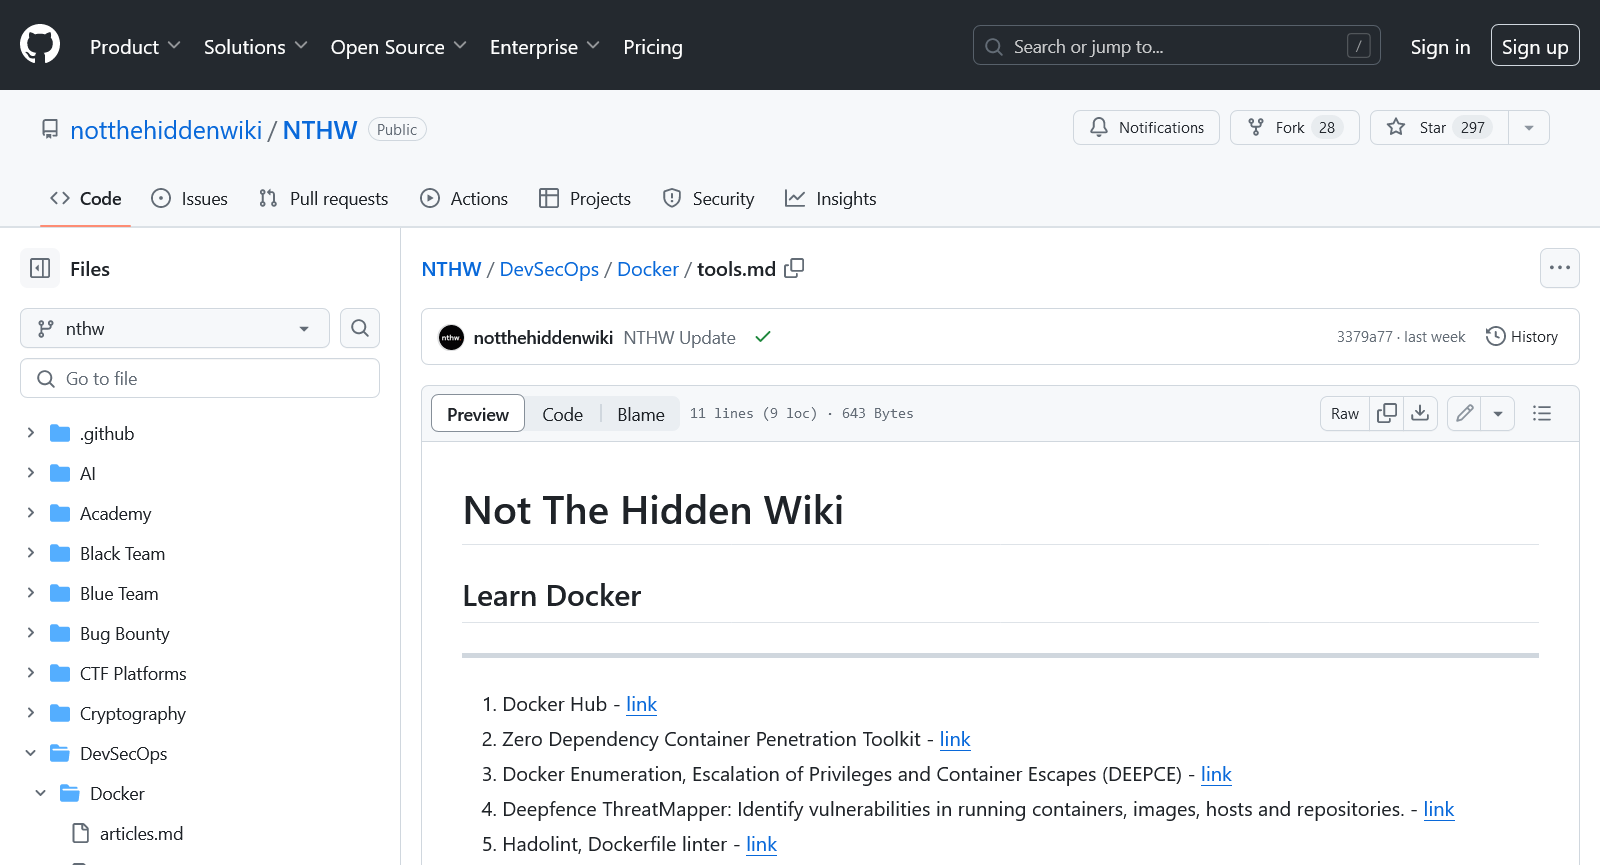 Product Solutions Open Source Enterprise Pricing Search or jump to... / Sign in Sign up
notthehiddenwiki / NTHW Public Notifications Fork 28 Star 297
Code Issues Pull requests Actions Projects Security Insights
Files
nthw
Go to file
.github
AI
Academy
Black Team
Blue Team
Bug Bounty
CTF Platforms
Cryptography
DevSecOps
Docker
articles.md
NTHW / DevSecOps / Docker / tools.md
nthw notthehiddenwiki NTHW Update 3379a77 · last week History
Preview Code Blame 11 lines (9 loc) · 643 Bytes Raw
Not The Hidden Wiki
Learn Docker
1. Docker Hub - link
2. Zero Dependency Container Penetration Toolkit - link
3. Docker Enumeration, Escalation of Privileges and Container Escapes (DEEPCE) - link
4. Deepfence ThreatMapper: Identify vulnerabilities in running containers, images, hosts and repositories. - link
5. Hadolint, Dockerfile linter - link